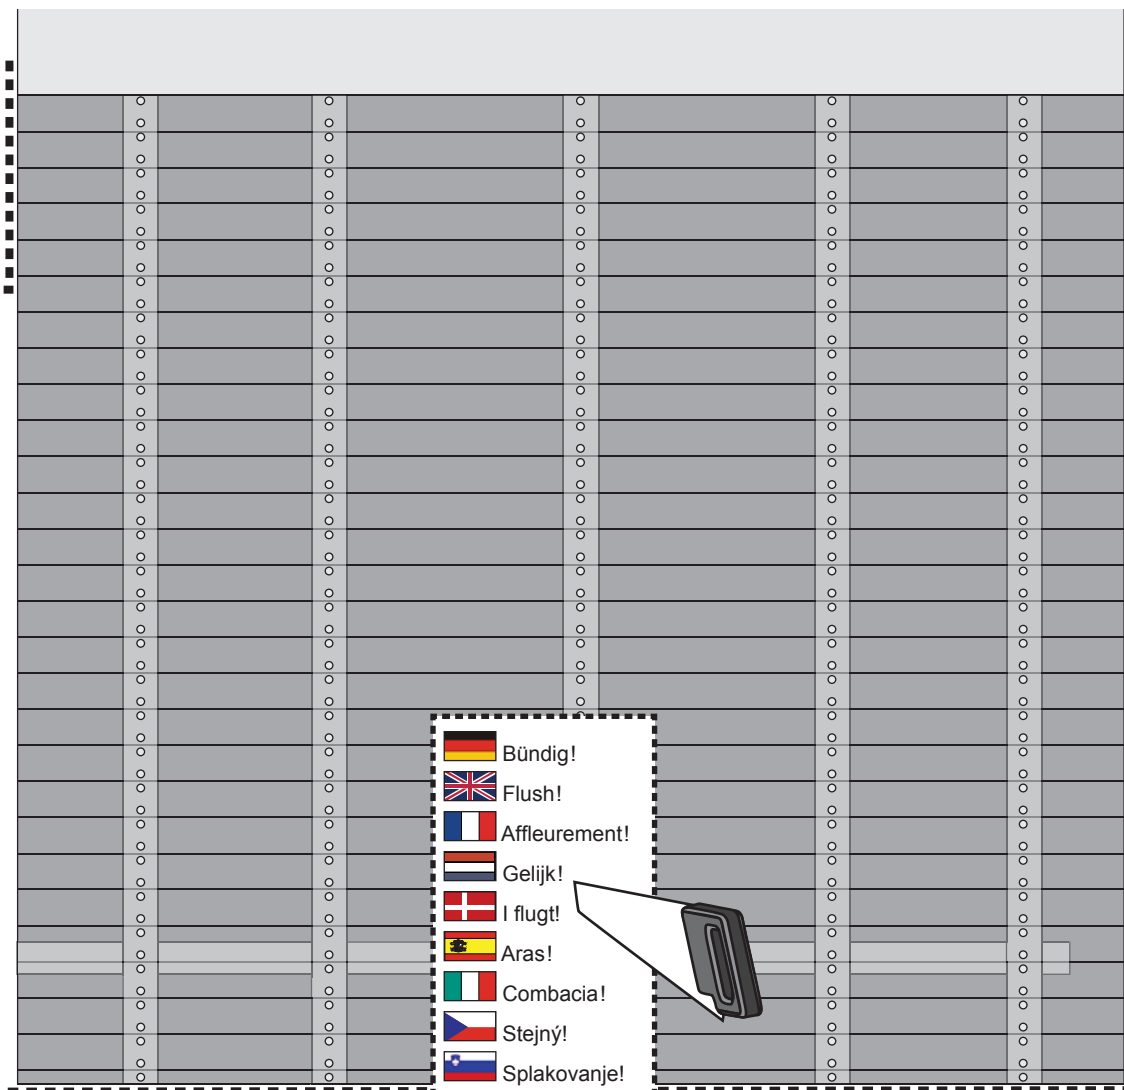 Bündig!
Flush!
Affleurement!
Gelijk!
I flugt!
Aras!
Combacia!
Stejný!
Splakovanje!